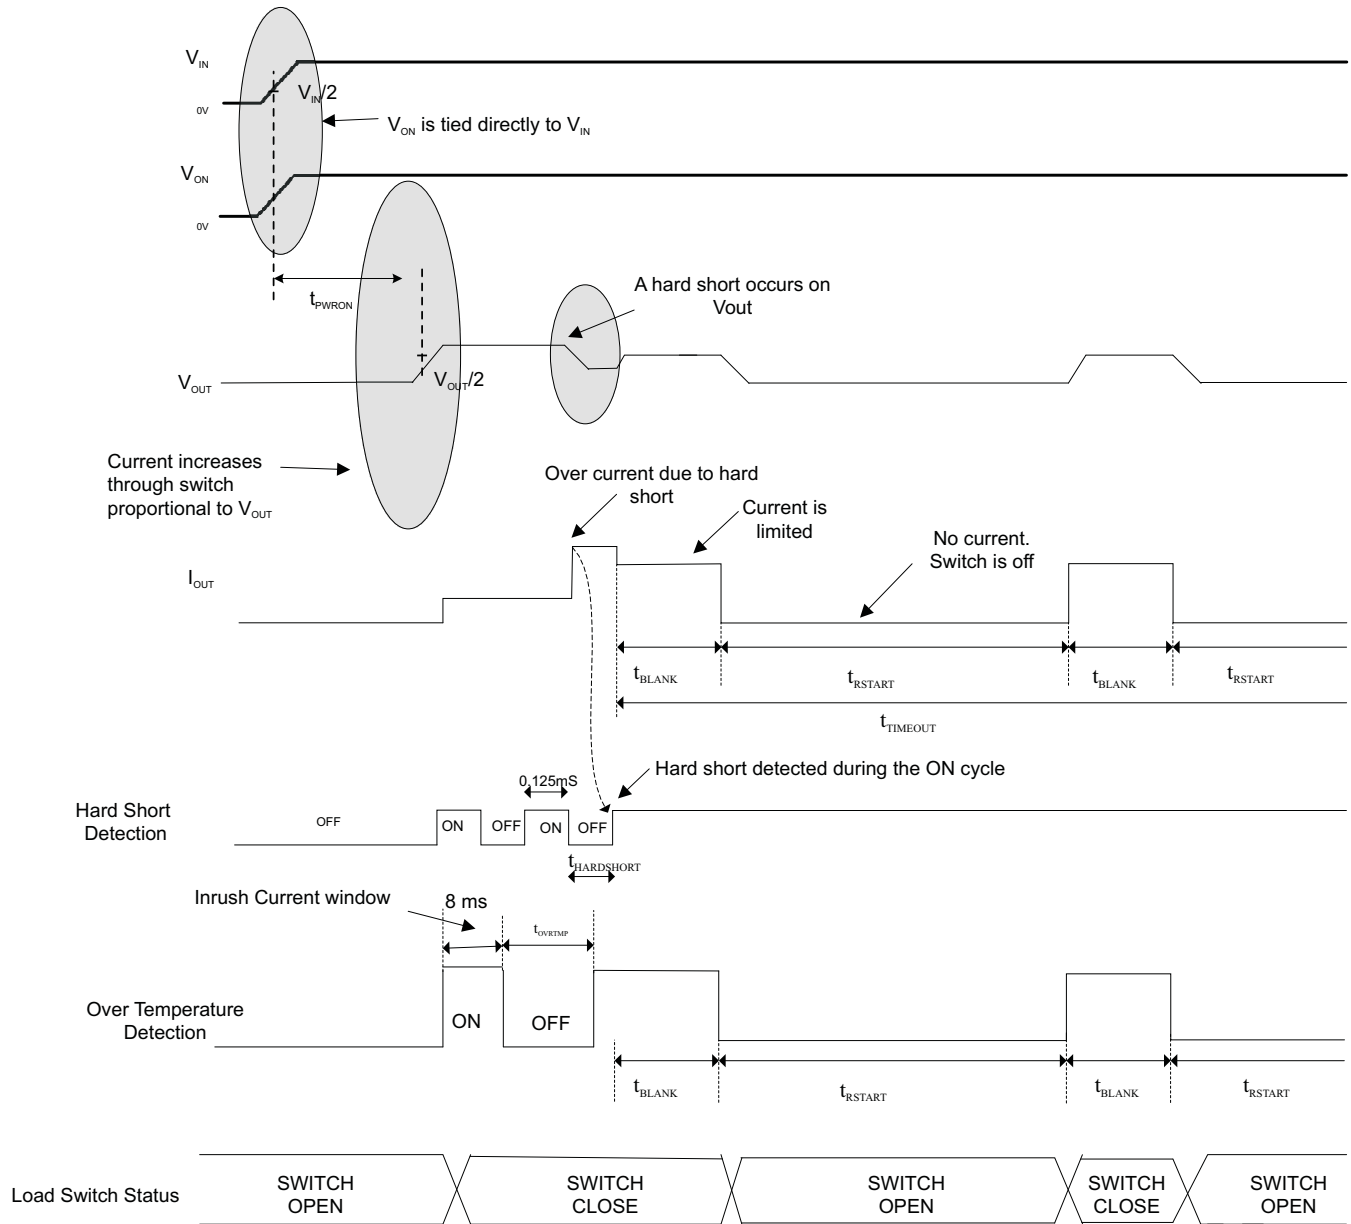 VIN
0V
VIN/2
VON is tied directly to VIN
VON
0V
tPWRON
A hard short occurs on
Vout
VOUT
VOUT/2
Current increases
through switch
proportional to VOUT
Over current due to hard
short
Current is
limited
No current.
Switch is off
IOUT
tBLANK
tRSTART
tBLANK
tRSTART
tTIMEOUT
Hard short detected during the ON cycle
0.125mS
Hard Short
Detection
OFF
ON
OFF
ON
OFF
tHARDSHORT
Inrush Current window
8 ms
tOVRTMP
Over Temperature
Detection
ON
OFF
tBLANK
tRSTART
tBLANK
tRSTART
Load Switch Status
SWITCH
OPEN
SWITCH
CLOSE
SWITCH
OPEN
SWITCH
CLOSE
SWITCH
OPEN